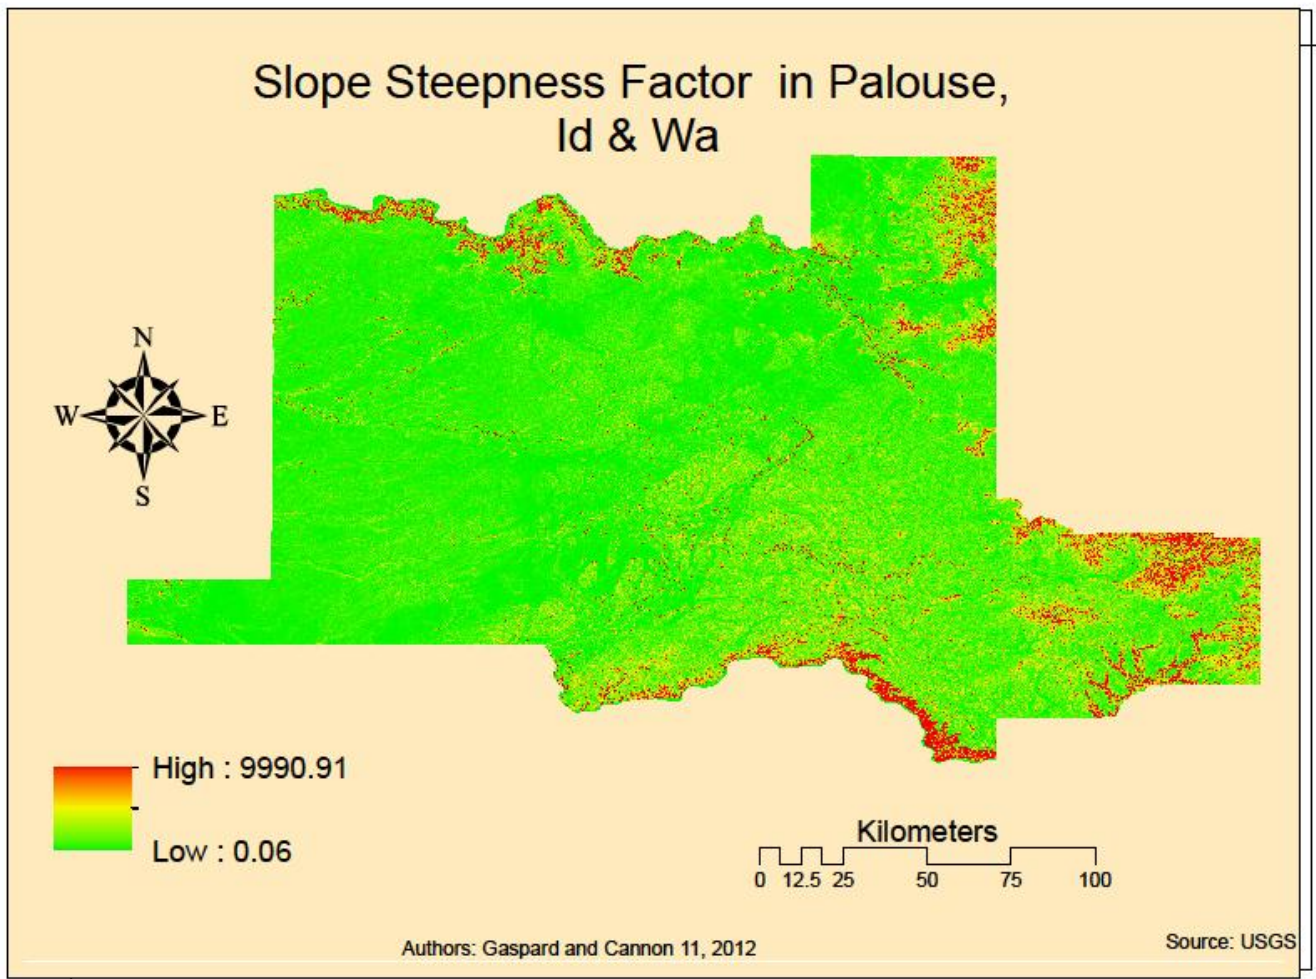 Slope Steepness Factor in Palouse,
Id & Wa
N
W E
S
High : 9990.91
Low : 0.06
Kilometers
0 12.5 25 50 75 100
Authors: Gaspard and Cannon 11, 2012
Source: USGS